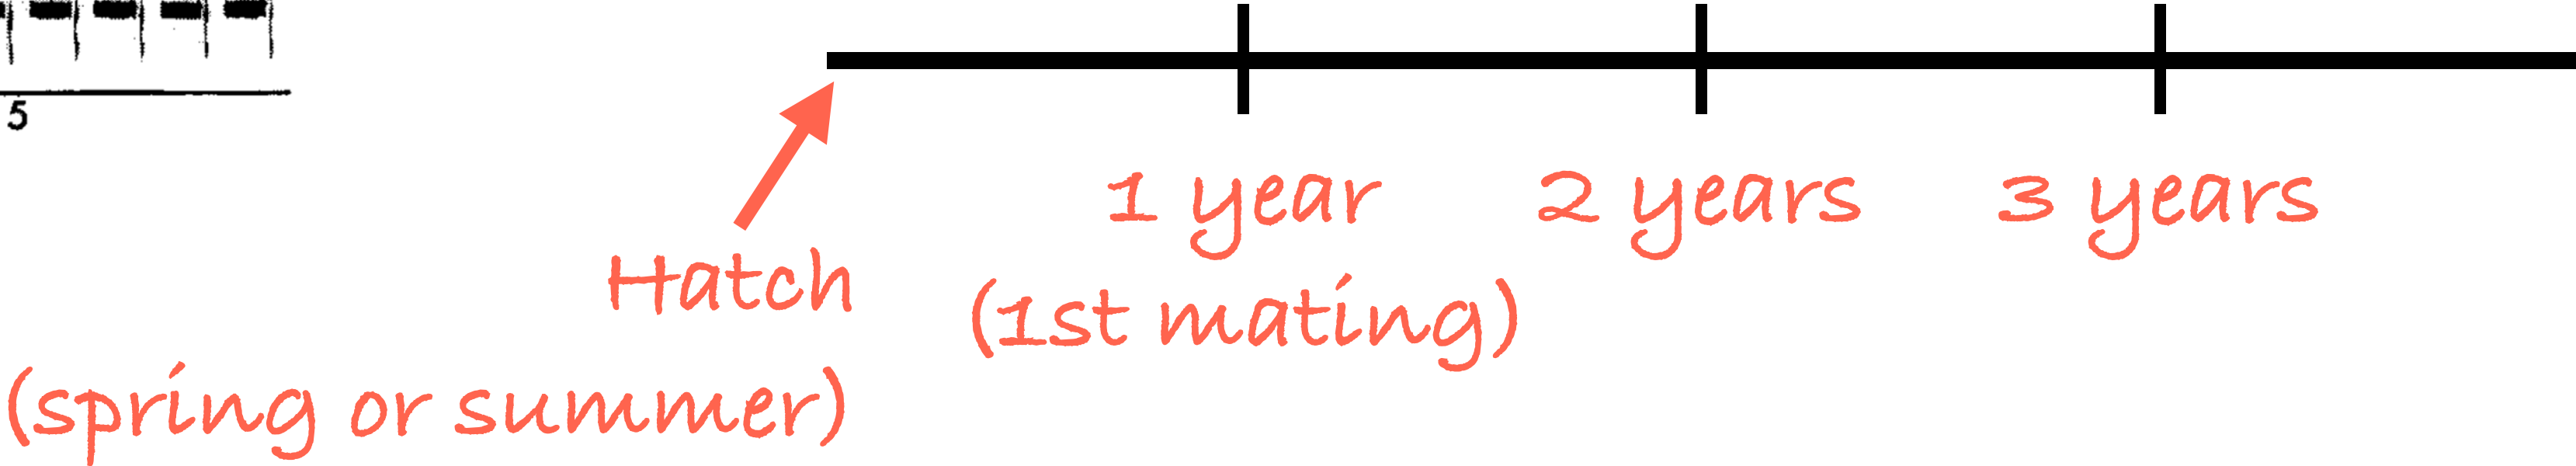 5
1 year 2 years 3 years
Hatch
(1st mating)
(spring or summer)